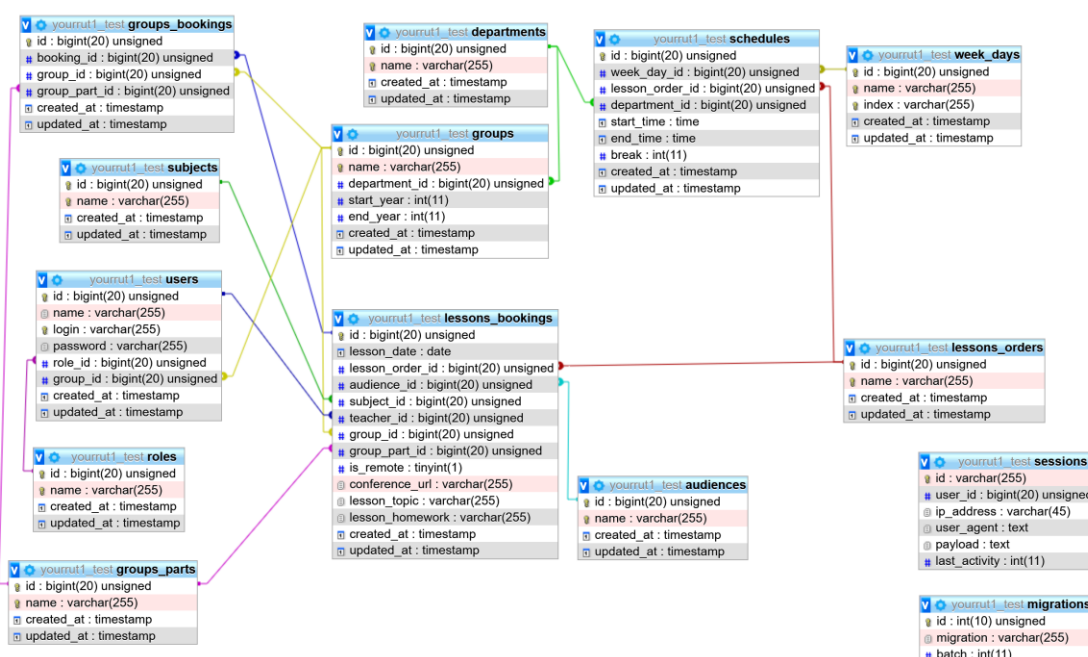 yourrut1_test groups_bookings
id : bigint(20) unsigned
booking_id : bigint(20) unsigned
group_id : bigint(20) unsigned
group_part_id : bigint(20) unsigned
created_at : timestamp
updated_at : timestamp
yourrut1_test departments
id : bigint(20) unsigned
name : varchar(255)
created_at : timestamp
updated_at : timestamp
yourrut1_test schedules
id : bigint(20) unsigned
week_day_id : bigint(20) unsigned
lesson_order_id : bigint(20) unsigned
department_id : bigint(20) unsigned
start_time : time
end_time : time
break : int(11)
created_at : timestamp
updated_at : timestamp
yourrut1_test week_days
id : bigint(20) unsigned
name : varchar(255)
index : varchar(255)
created_at : timestamp
updated_at : timestamp
yourrut1_test groups
id : bigint(20) unsigned
name : varchar(255)
department_id : bigint(20) unsigned
start_year : int(11)
end_year : int(11)
created_at : timestamp
updated_at : timestamp
yourrut1_test subjects
id : bigint(20) unsigned
name : varchar(255)
created_at : timestamp
updated_at : timestamp
yourrut1_test users
id : bigint(20) unsigned
name : varchar(255)
login : varchar(255)
password : varchar(255)
role_id : bigint(20) unsigned
group_id : bigint(20) unsigned
created_at : timestamp
updated_at : timestamp
yourrut1_test lessons_bookings
id : bigint(20) unsigned
lesson_date : date
lesson_order_id : bigint(20) unsigned
audience_id : bigint(20) unsigned
subject_id : bigint(20) unsigned
teacher_id : bigint(20) unsigned
group_id : bigint(20) unsigned
group_part_id : bigint(20) unsigned
is_remote : tinyint(1)
conference_url : varchar(255)
lesson_topic : varchar(255)
lesson_homework : varchar(255)
created_at : timestamp
updated_at : timestamp
yourrut1_test lessons_orders
id : bigint(20) unsigned
name : varchar(255)
created_at : timestamp
updated_at : timestamp
yourrut1_test roles
id : bigint(20) unsigned
name : varchar(255)
created_at : timestamp
updated_at : timestamp
yourrut1_test audiences
id : bigint(20) unsigned
name : varchar(255)
created_at : timestamp
updated_at : timestamp
yourrut1_test sessions
id : varchar(255)
user_id : bigint(20) unsigned
ip_address : varchar(45)
user_agent : text
payload : text
last_activity : int(11)
yourrut1_test groups_parts
id : bigint(20) unsigned
name : varchar(255)
created_at : timestamp
updated_at : timestamp
yourrut1_test migrations
id : int(10) unsigned
migration : varchar(255)
batch : int(11)